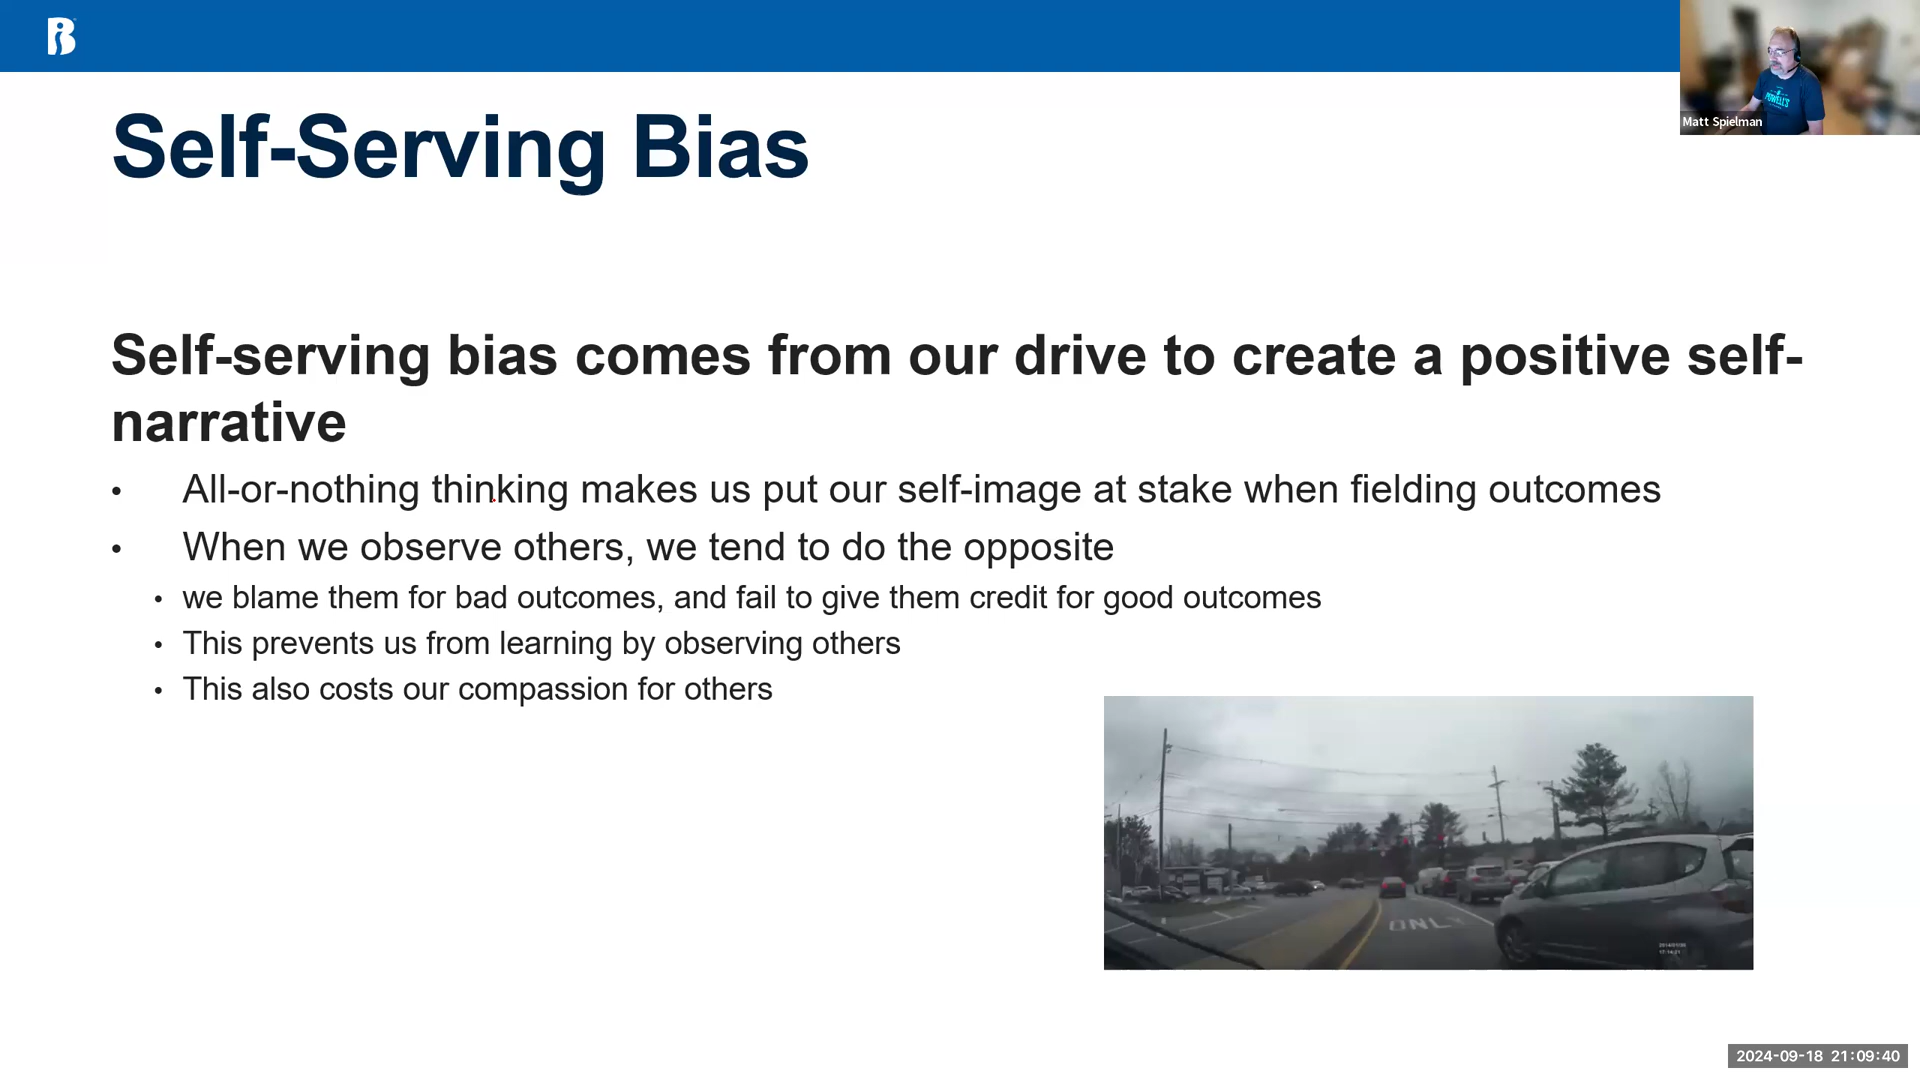 Self-Serving Bias
Matt Spielman
POWELL'S
Self-serving bias comes from our drive to create a positive self-
narrative
• All-or-nothing thinking makes us put our self-image at stake when fielding outcomes
• When we observe others, we tend to do the opposite
• we blame them for bad outcomes, and fail to give them credit for good outcomes
• This prevents us from learning by observing others
• This also costs our compassion for others
ONLY
2024-09-18 21:09:40